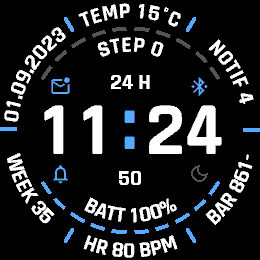 TEMP 15°C
01.09.2023
NOTIF 4
STEP 0
24 H
11:24
50
BATT 100%
WEEK 35
BAR 861-
HR 80 BPM